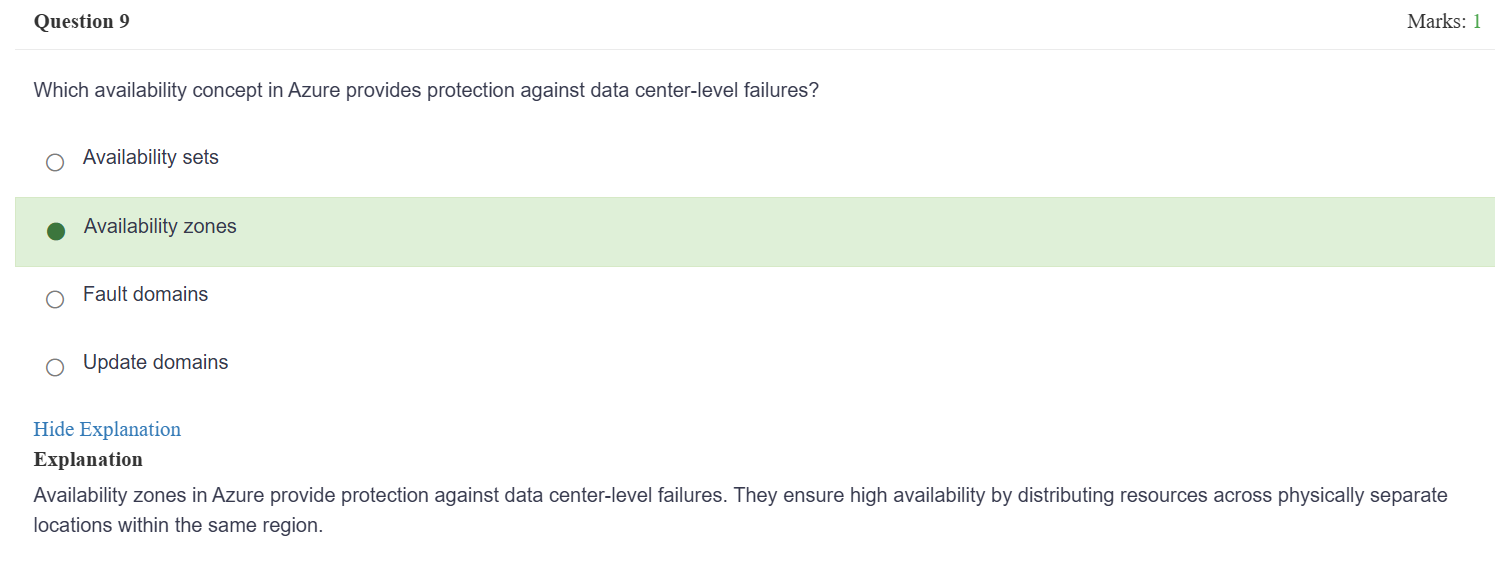 Question 9
Marks: 1
Which availability concept in Azure provides protection against data center-level failures?
Availability sets
Availability zones
Fault domains
Update domains
Hide Explanation
Explanation
Availability zones in Azure provide protection against data center-level failures. They ensure high availability by distributing resources across physically separate
locations within the same region.